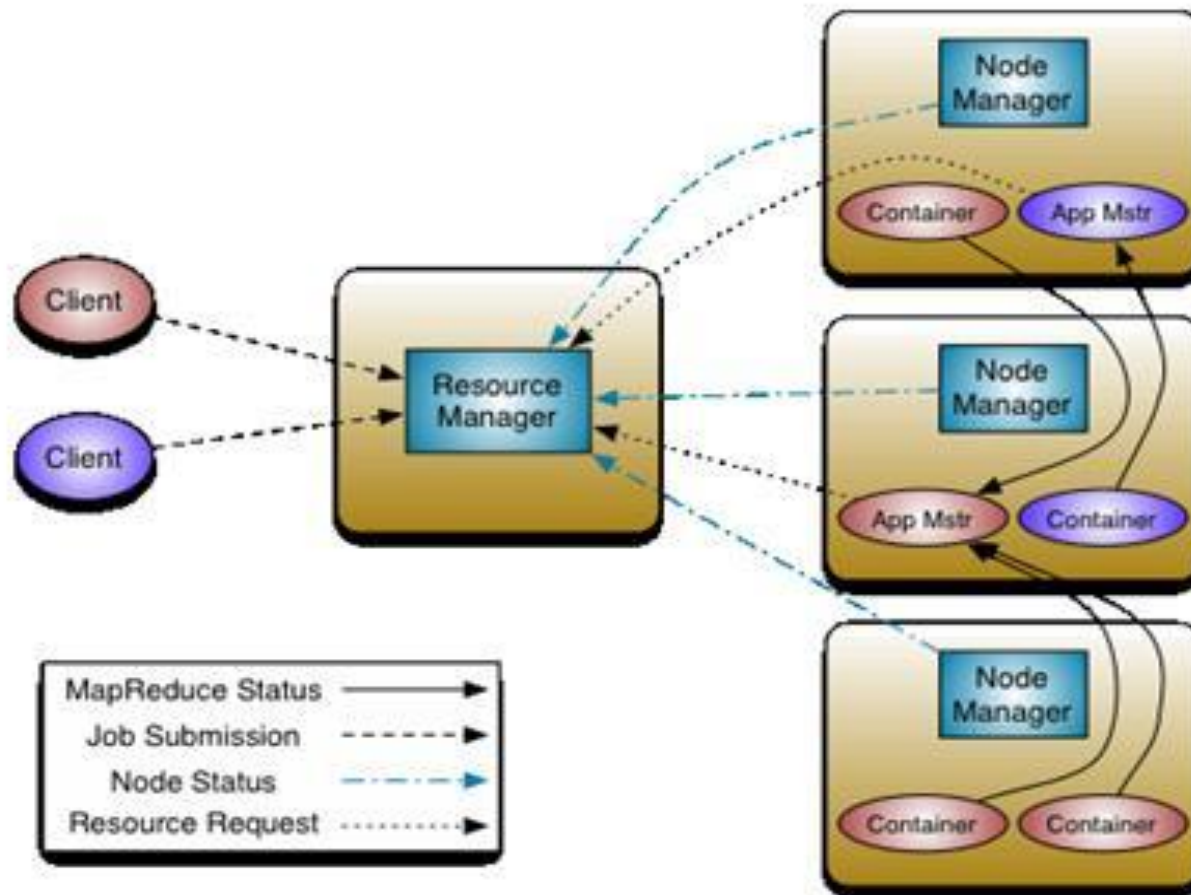 Node
Manager
Container
App Mstr
Client
Resource
Manager
Node
Manager
Client
App Mstr
Container
Node
Manager
MapReduce Status
Job Submission
Node Status
Resource Request
Container
Container